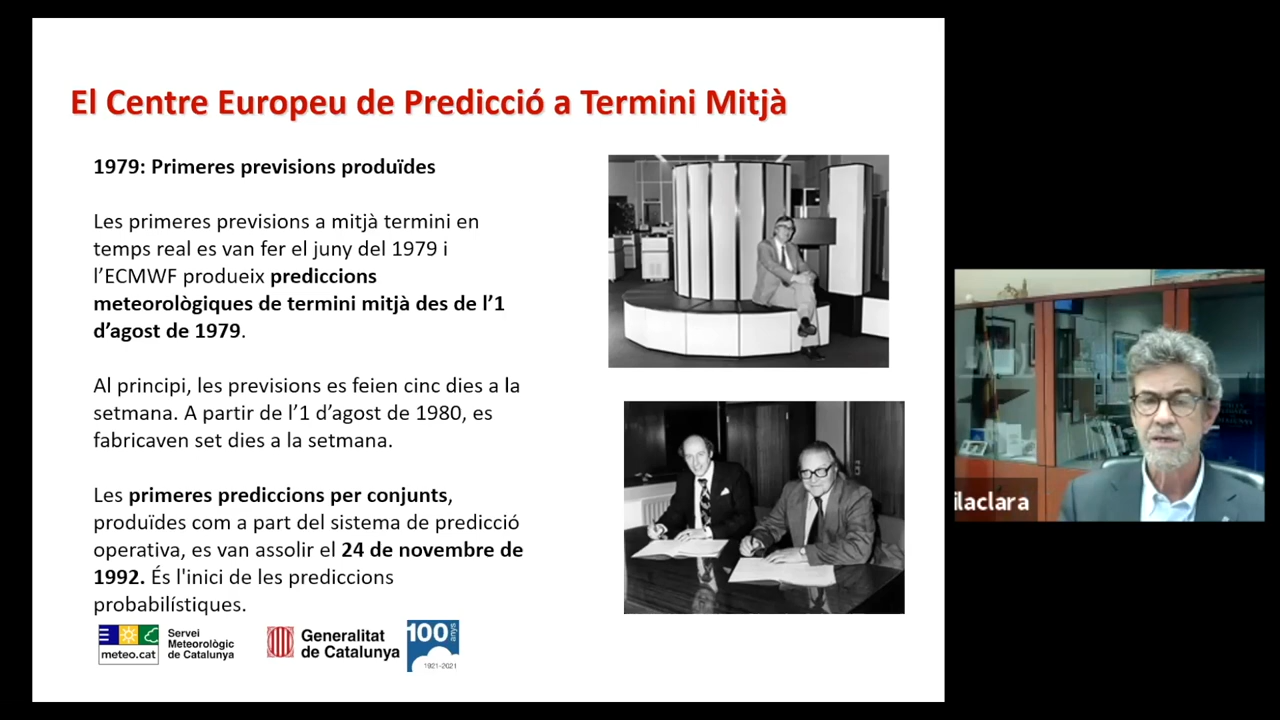 El Centre Europeu de Predicció a Termini Mitjà
1979: Primeres previsions produïdes
Les primeres previsions a mitjà termini en
temps real es van fer el juny del 1979 i
l’ECMWF produeix prediccions
meteorològiques de termini mitjà des de l’1
d’agost de 1979.
Al principi, les previsions es feien cinc dies a la
setmana. A partir de l’1 d’agost de 1980, es
fabricaven set dies a la setmana.
Les primeres prediccions per conjunts,
produïdes com a part del sistema de predicció
operativa, es van assolir el 24 de novembre de
1992. És l'inici de les prediccions
probabilístiques.
meteo.cat
Servei
Meteorològic
de Catalunya
Generalitat
de Catalunya
100 anys
1921-2021
ilaclara